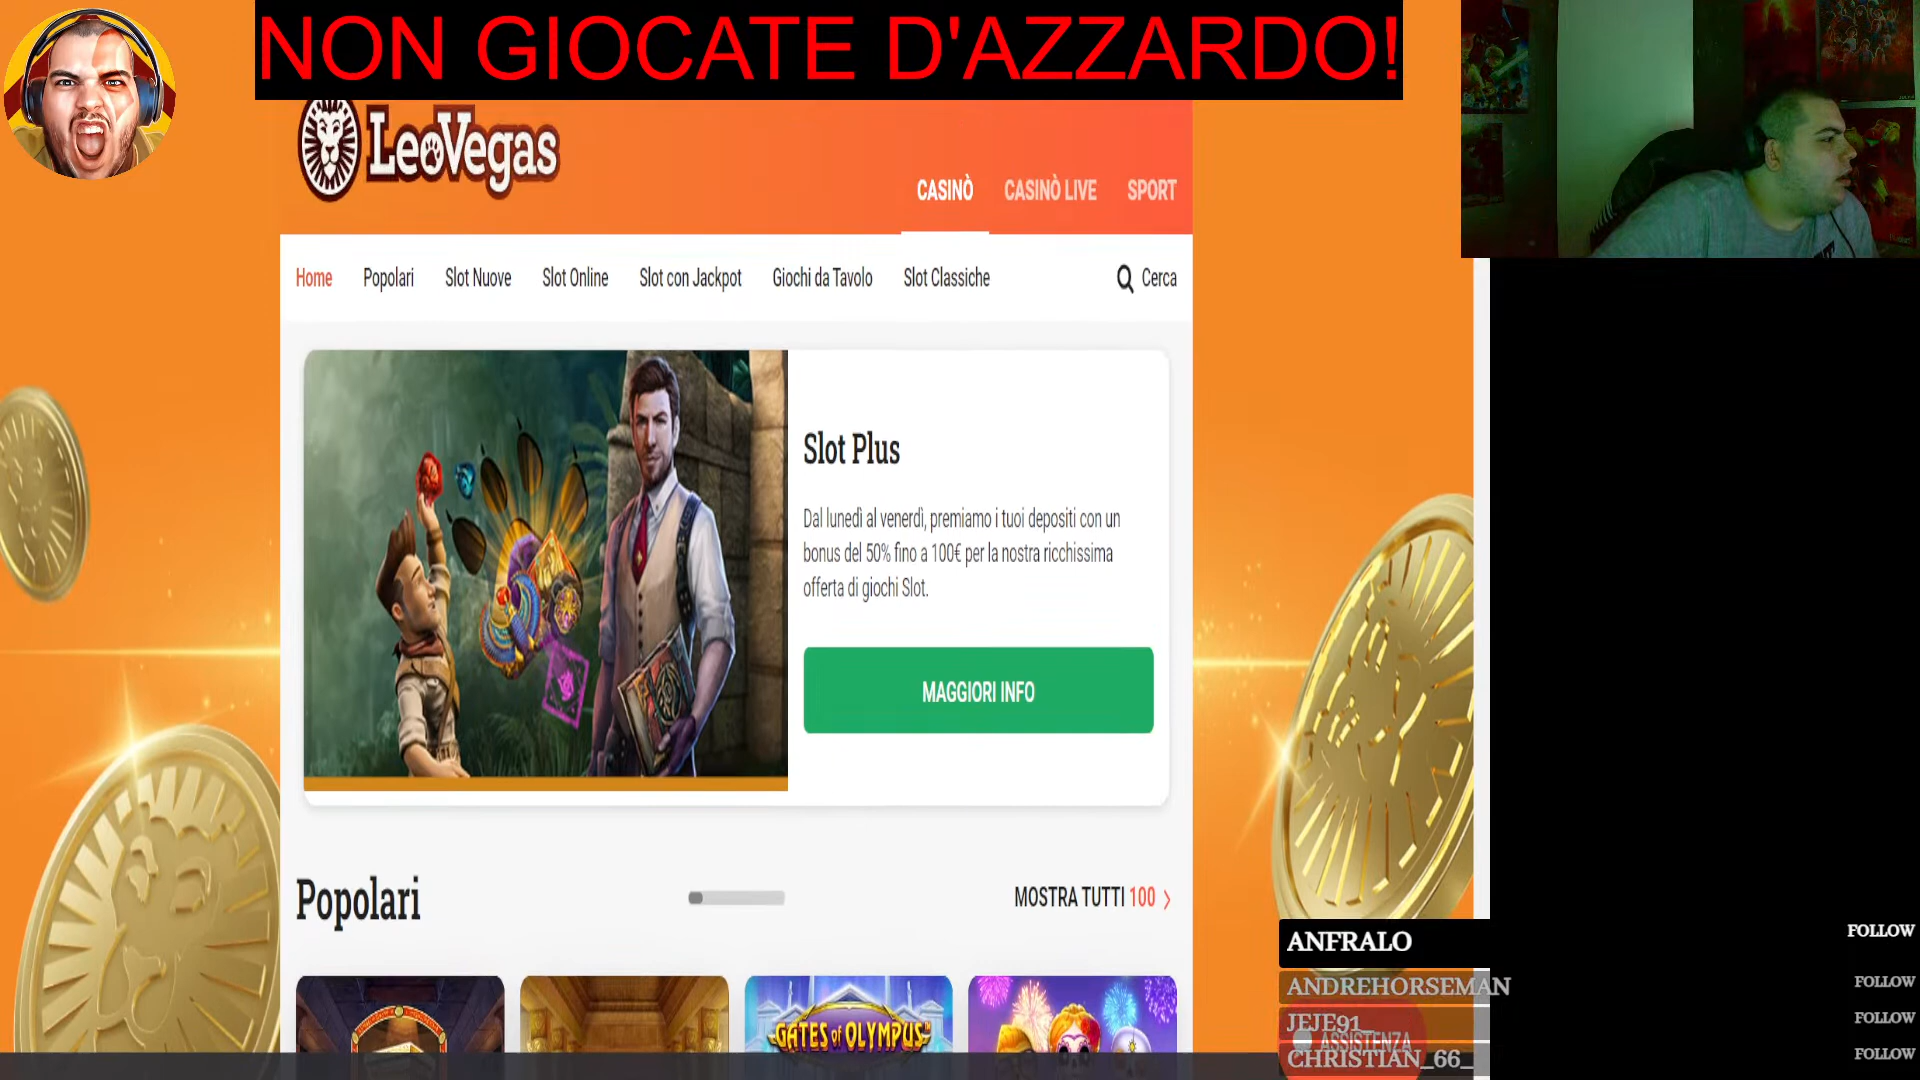 NON GIOCATE D'AZZARDO!
LeoVegas
CASINÒ
CASINÒ LIVE
SPORT
Home
Popolari
Slot Nuove
Slot Online
Slot con Jackpot
Giochi da Tavolo
Slot Classiche
Cerca
Slot Plus
Dal lunedì al venerdì, premiamo i tuoi depositi con un
bonus del 50% fino a 100€ per la nostra ricchissima
offerta di giochi Slot.
MAGGIORI INFO
Popolari
MOSTRA TUTTI 100
GATES of OLYMPUS
ANFRALO FOLLOW
ANDREHORSEMAN FOLLOW
JEJE91_ FOLLOW
ASSISTENZA
CHRISTIAN_66_ FOLLOW